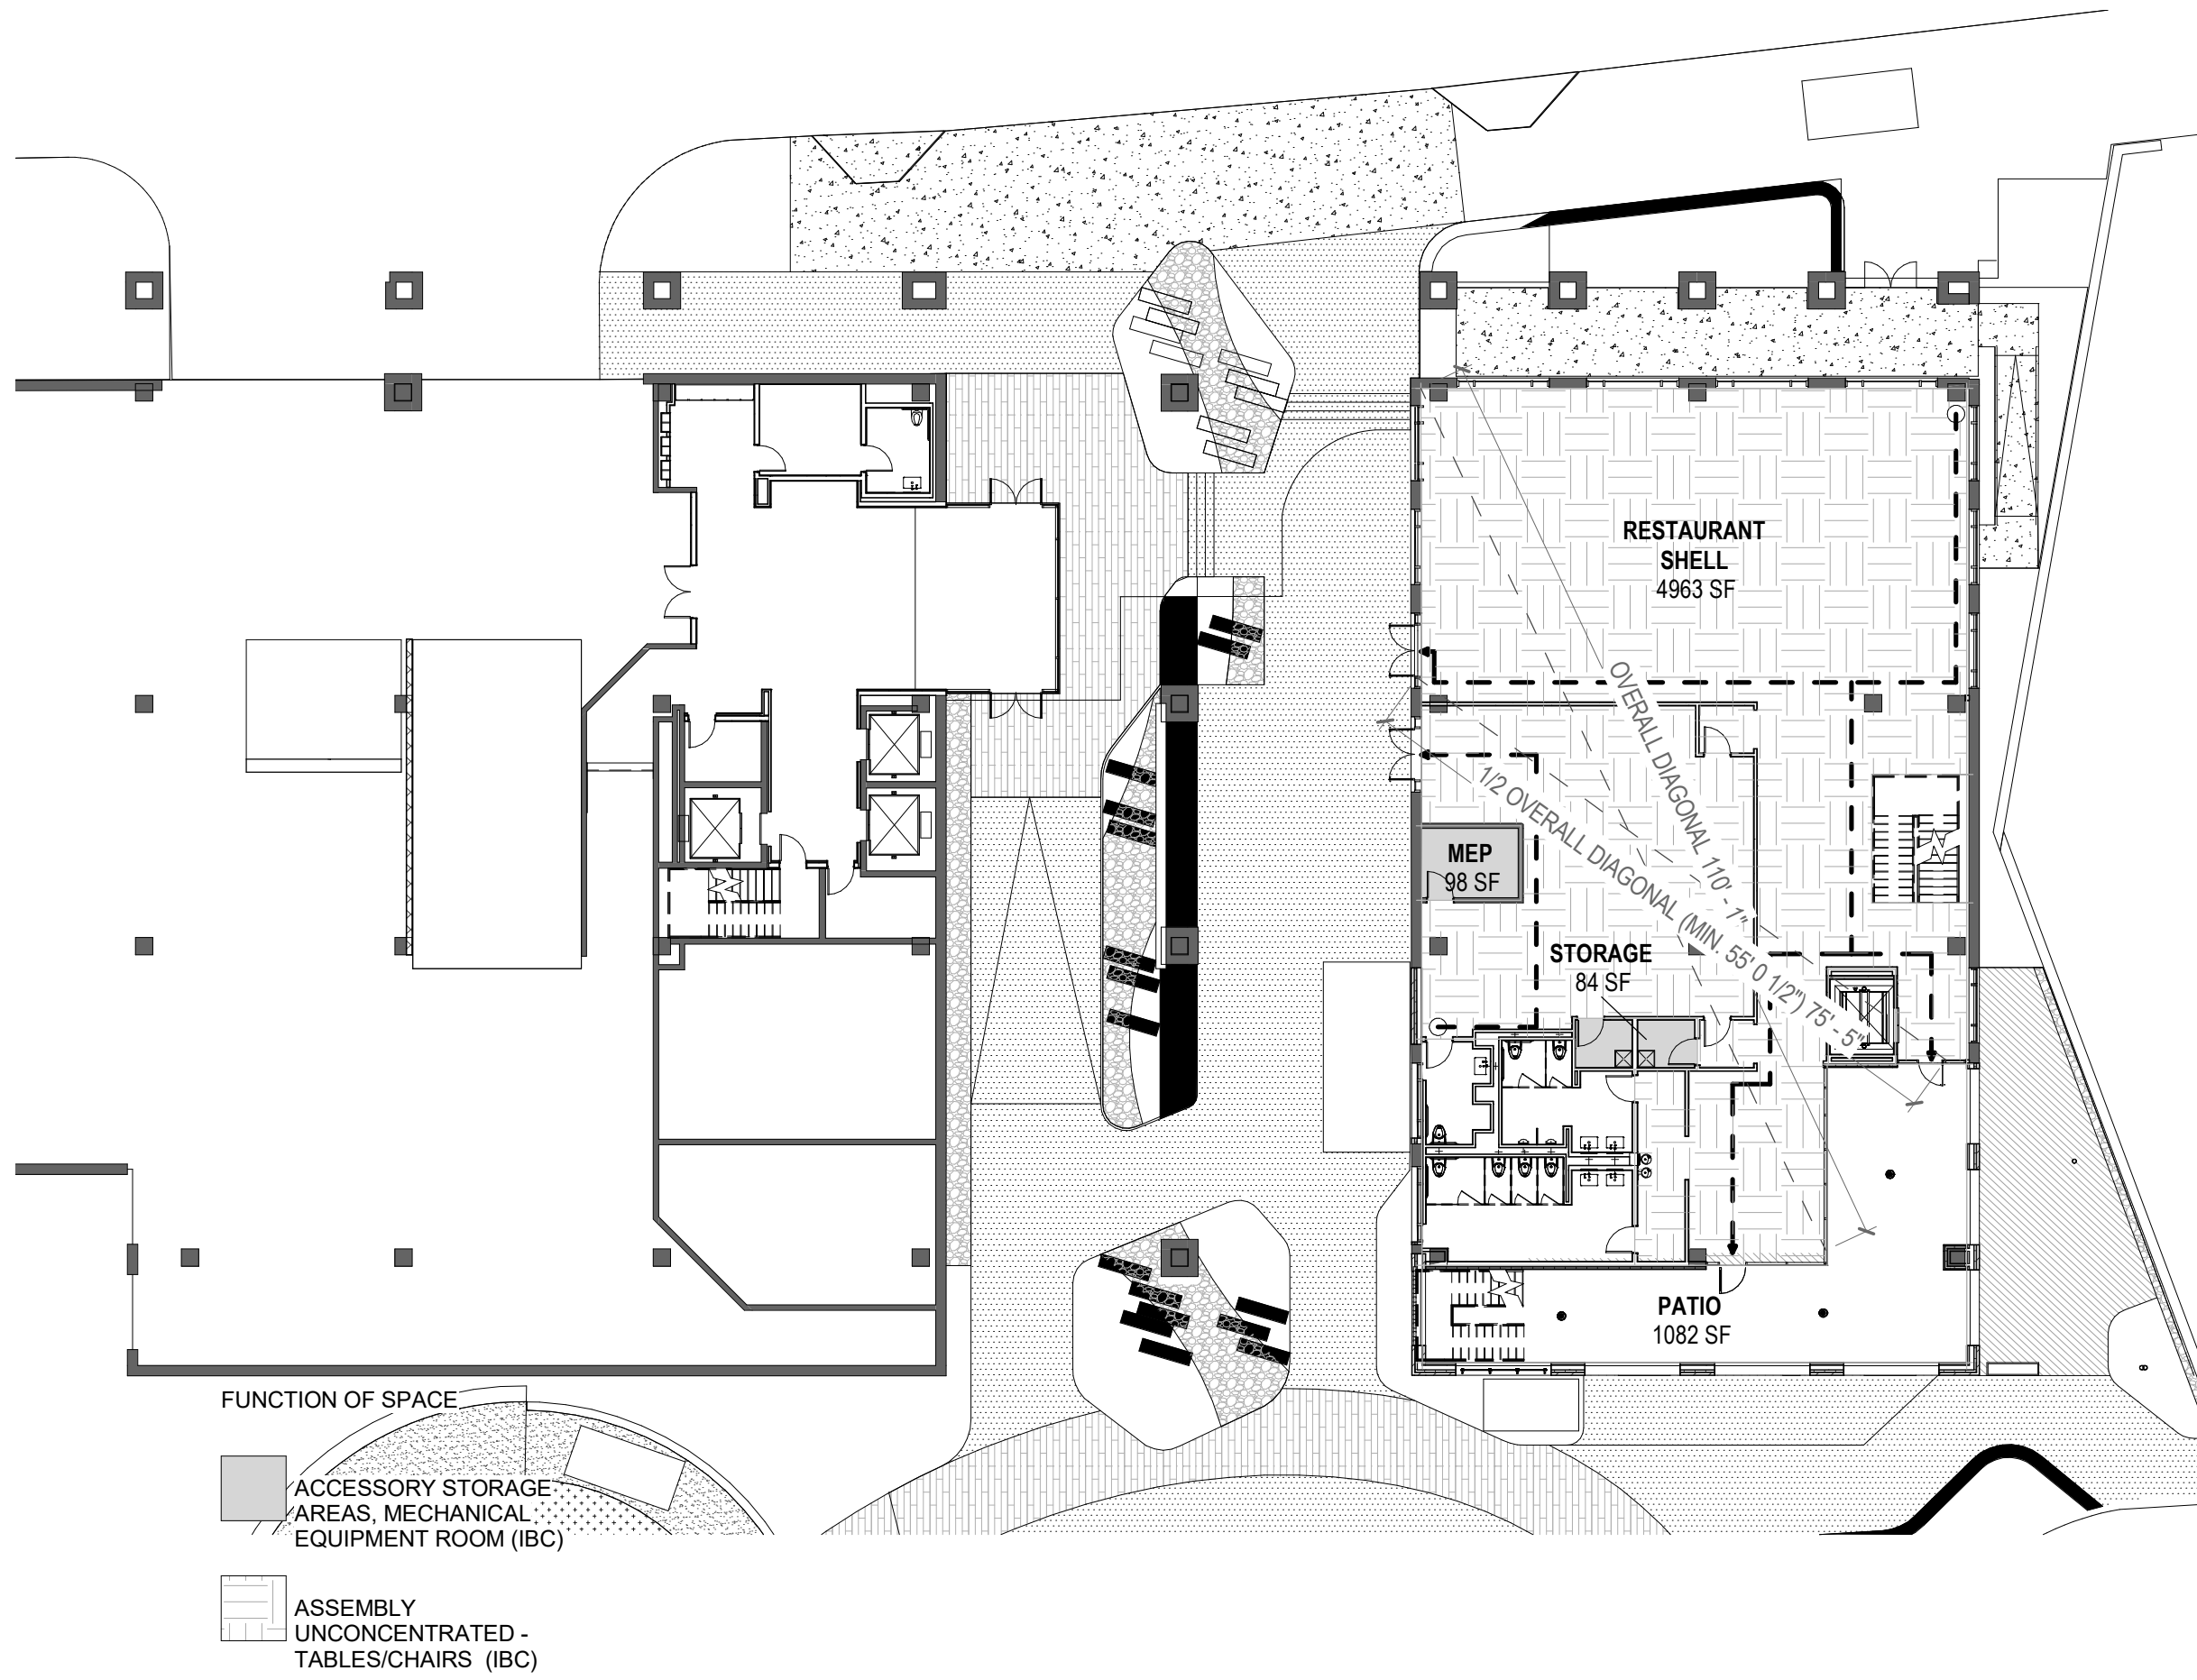 RESTAURANT
SHELL
4963 SF
OVERALL DIAGONAL 110' - 1"
1/2 OVERALL DIAGONAL (MIN. 55' 0 1/2") 75' - 5"
MEP
98 SF
STORAGE
84 SF
PATIO
1082 SF
FUNCTION OF SPACE
ACCESSORY STORAGE
AREAS, MECHANICAL
EQUIPMENT ROOM (IBC)
ASSEMBLY
UNCONCENTRATED -
TABLES/CHAIRS (IBC)